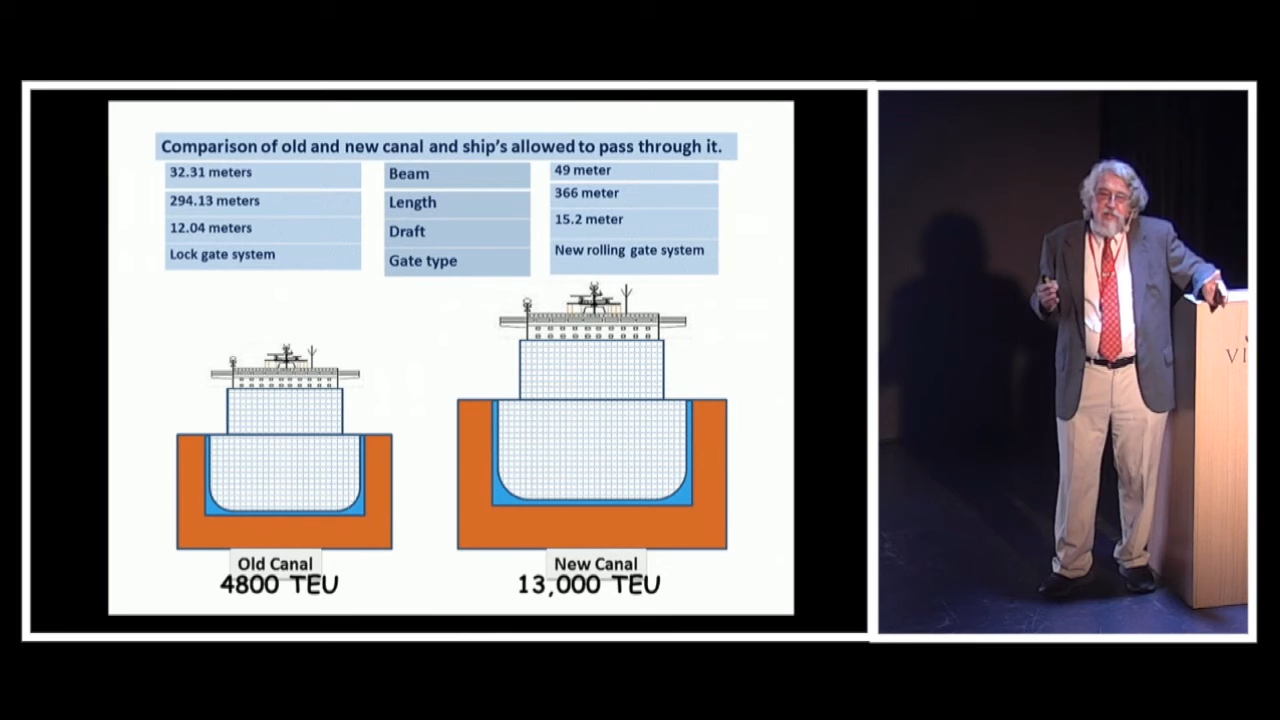 Comparison of old and new canal and ship's allowed to pass through it.
32.31 meters
Beam
49 meter
294.13 meters
Length
366 meter
12.04 meters
Draft
15.2 meter
Lock gate system
Gate type
New rolling gate system
Old Canal
4800 TEU
New Canal
13,000 TEU